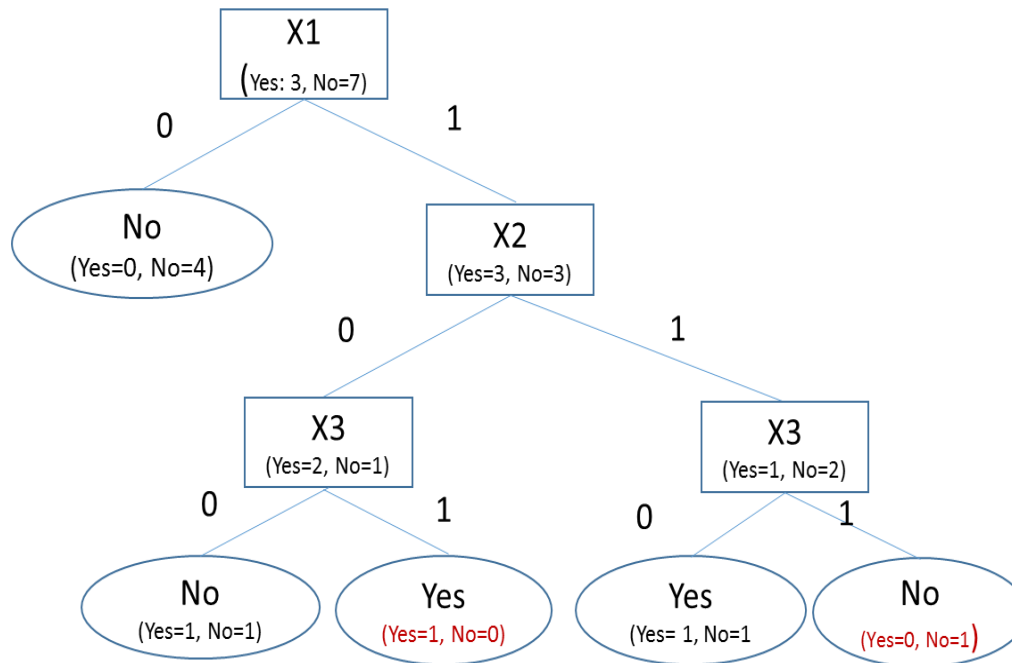 X1
(Yes: 3, No=7)
0
1
No
(Yes=0, No=4)
X2
(Yes=3, No=3)
0
1
X3
(Yes=2, No=1)
X3
(Yes=1, No=2)
0
1
0
1
No
(Yes=1, No=1)
Yes
(Yes=1, No=0)
Yes
(Yes= 1, No=1
No
(Yes=0, No=1)